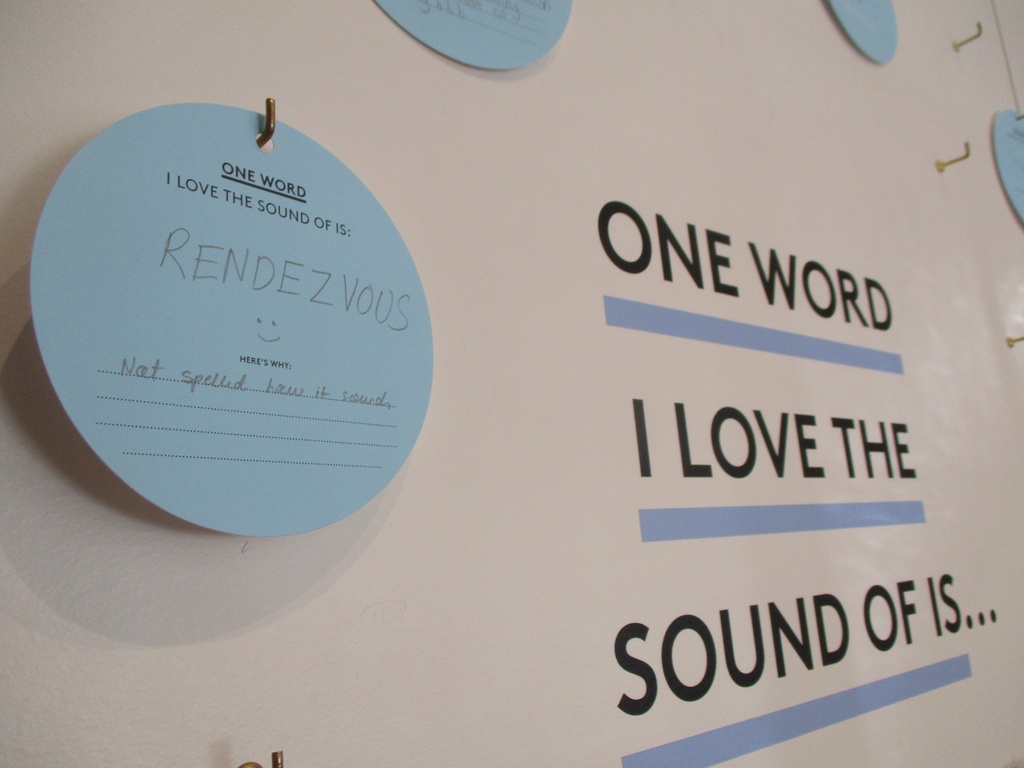 ONE WORD
I LOVE THE SOUND OF IS:
RENDEZVOUS
HERE'S WHY:
Not spelled how it sounds
ONE WORD
I LOVE THE
SOUND OF IS...